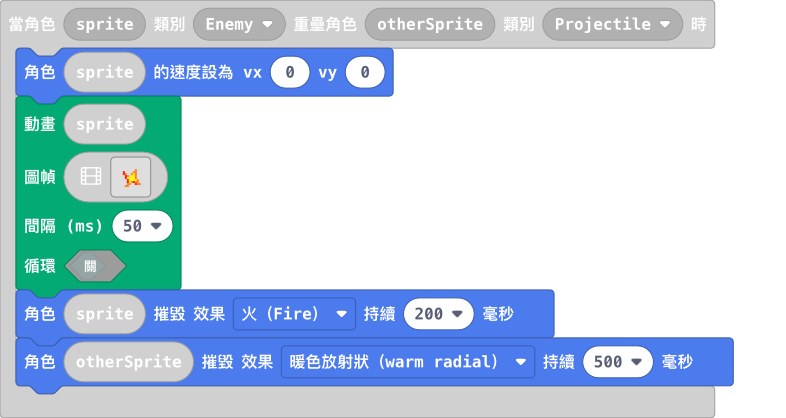 當角色 sprite 類別 Enemy 重疊角色 otherSprite 類別 Projectile 時
角色 sprite 的速度設為 vx 0 vy 0
動畫 sprite
圖幀
間隔 (ms) 50
循環 關
角色 sprite 摧毀 效果 火 (Fire) 持續 200 毫秒
角色 otherSprite 摧毀 效果 暖色放射狀 (warm radial) 持續 500 毫秒